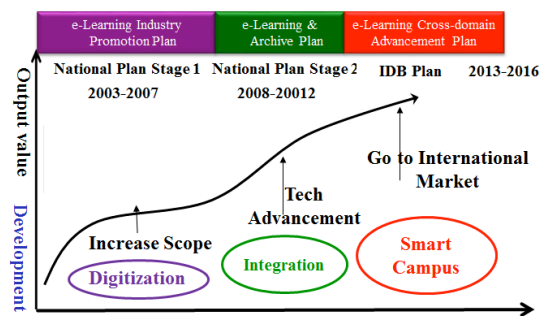 e-Learning Industry
Promotion Plan
e-Learning &
Archive Plan
e-Learning Cross-domain
Advancement Plan
National Plan Stage 1
2003-2007
National Plan Stage 2
2008-20012
IDB Plan
2013-2016
Output value
Development
Increase Scope
Tech
Advancement
Go to International
Market
Digitization
Integration
Smart
Campus